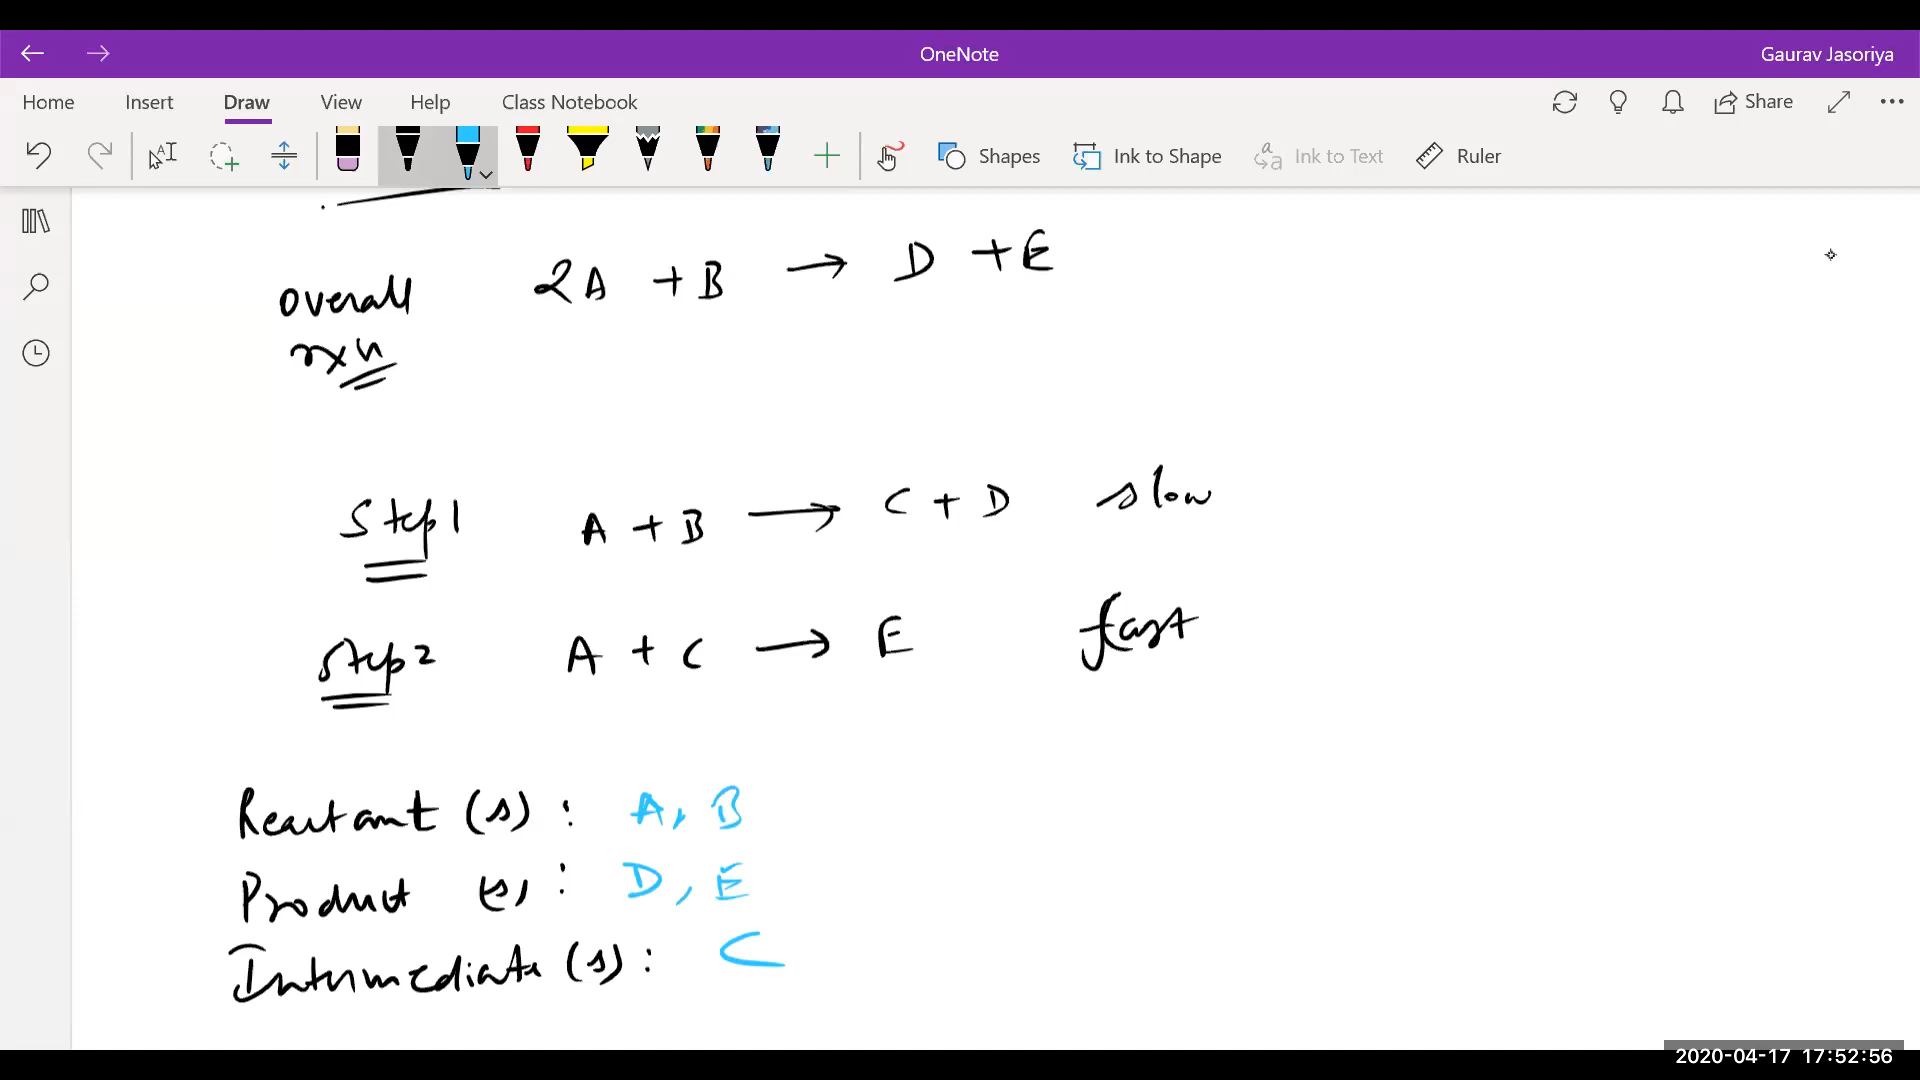 OneNote
Gaurav Jasoriya
Home Insert Draw View Help Class Notebook Share
Shapes Ink to Shape Ink to Text Ruler
overall 2A + B → D + E
rxn
Step 1 A + B → C + D slow
Step 2 A + C → E fast
Reactant (s) : A, B
Product (s) : D, E
Intermediate (s) : C
2020-04-17 17:52:56